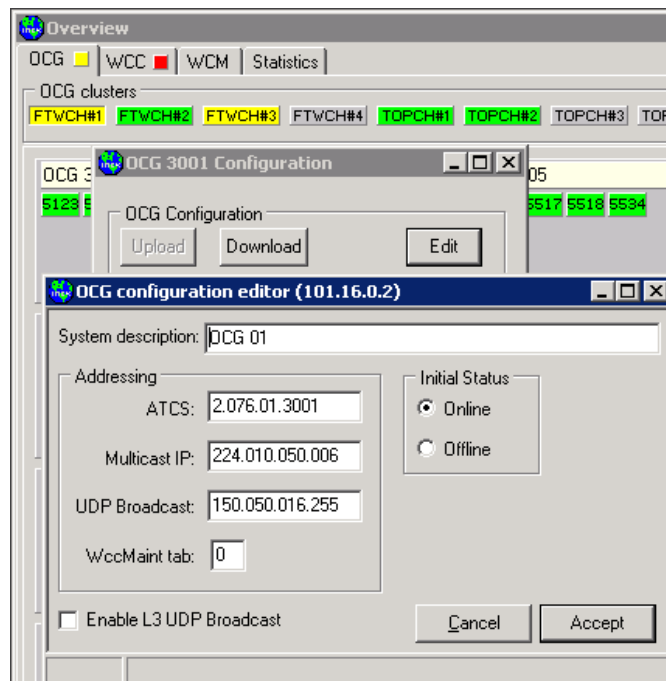 Overview
OCG WCC WCM Statistics
OCG clusters
FTWCH#1 FTWCH#2 FTWCH#3 FTWCH#4 TOPCH#1 TOPCH#2 TOPCH#3
OCG 3001 Configuration
OCG 3 05
5123 5517 5518 5534
OCG Configuration
Upload Download Edit
OCG configuration editor (101.16.0.2)
System description: OCG 01
Addressing Initial Status
ATCS: 2.076.01.3001 Online
Multicast IP: 224.010.050.006 Offline
UDP Broadcast: 150.050.016.255
WccMaint tab: 0
Enable L3 UDP Broadcast Cancel Accept